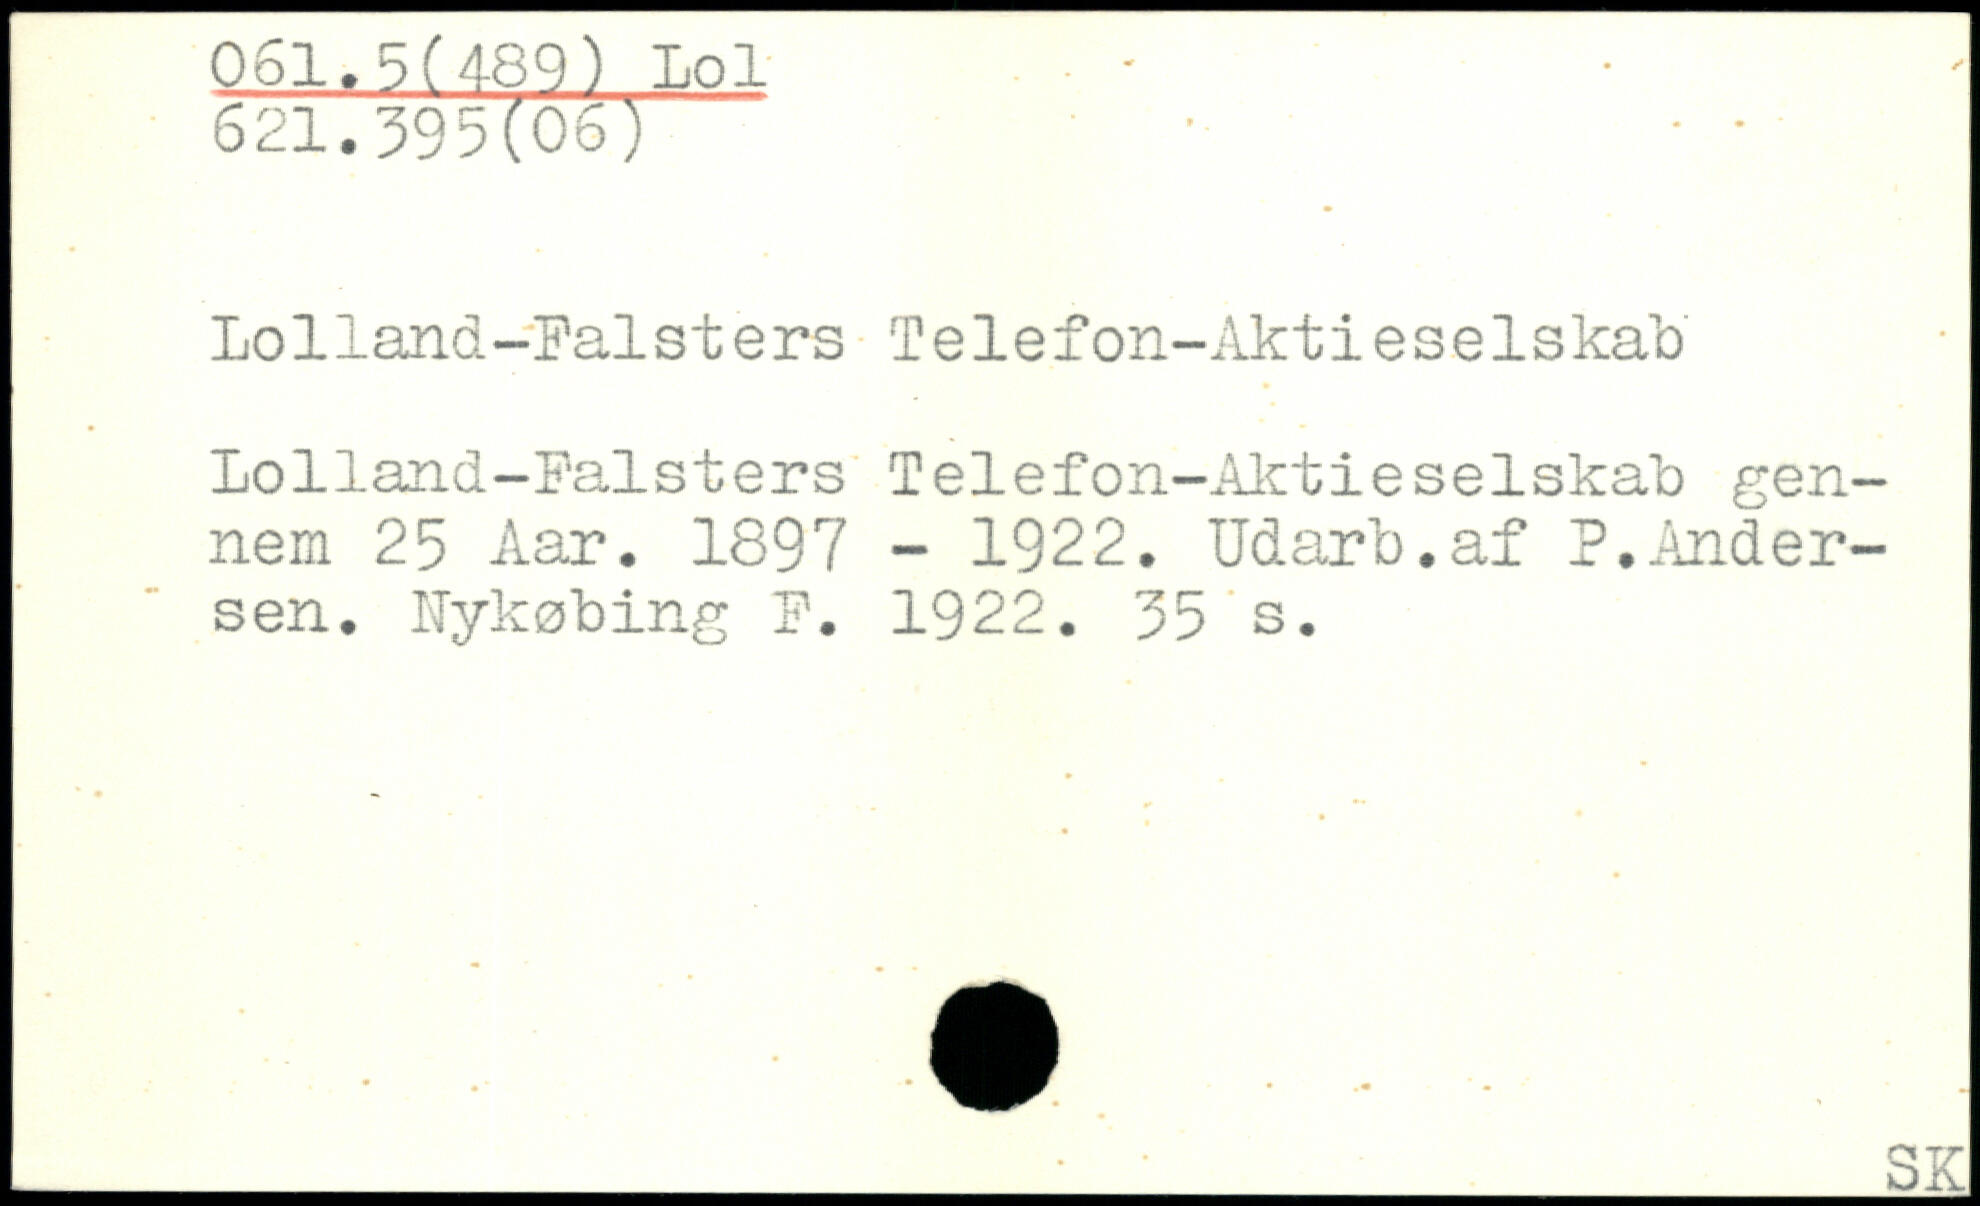 061.5(489) Lol
621.395(06)
Lolland-Falsters Telefon-Aktieselskab
Lolland-Falsters Telefon-Aktieselskab gen-
nem 25 Aar. 1897 - 1922. Udarb.af P.Ander-
sen. Nykøbing F. 1922. 35 s.
SK